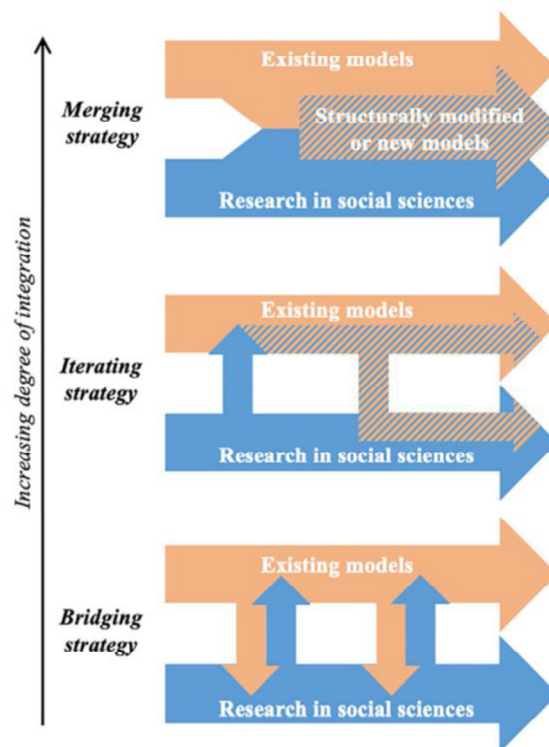 Increasing degree of integration
Merging
strategy
Existing models
Structurally modified
or new models
Research in social sciences
Iterating
strategy
Existing models
Research in social sciences
Bridging
strategy
Existing models
Research in social sciences